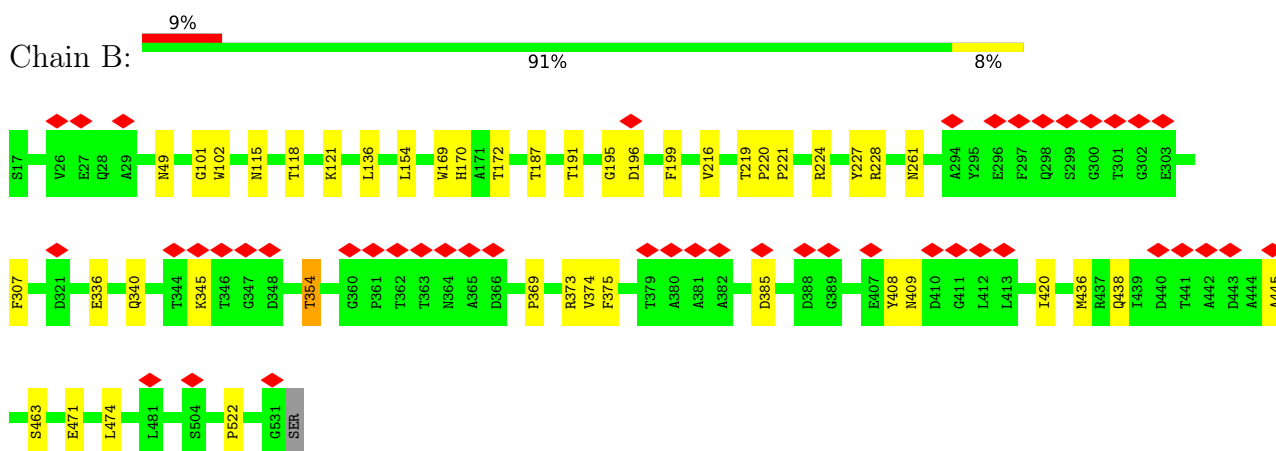 9%
Chain B:
91% 8%
S17 V26 E27 Q28 A29 N49 G101 W102 N115 T118 K121 L136 L154 W169 H170 A171 T172 T187 T191 G195 D196 F199 V216 T219 P220 P221 R224 Y227 R228 N261 A294 Y295 E296 F297 Q298 S299 G300 T301 G302 E303
F307 D321 E336 Q340 T344 K345 T346 G347 D348 T354 G360 P361 T362 T363 N364 A365 D366 P369 R373 V374 F375 T379 A380 A381 A382 D385 D388 G389 E407 Y408 N409 D410 G411 L412 L413 I420 M436 R437 Q438 I439 D440 T441 A442 D443 A444 A445
S463 E471 L474 L481 S504 P522 G531 SER